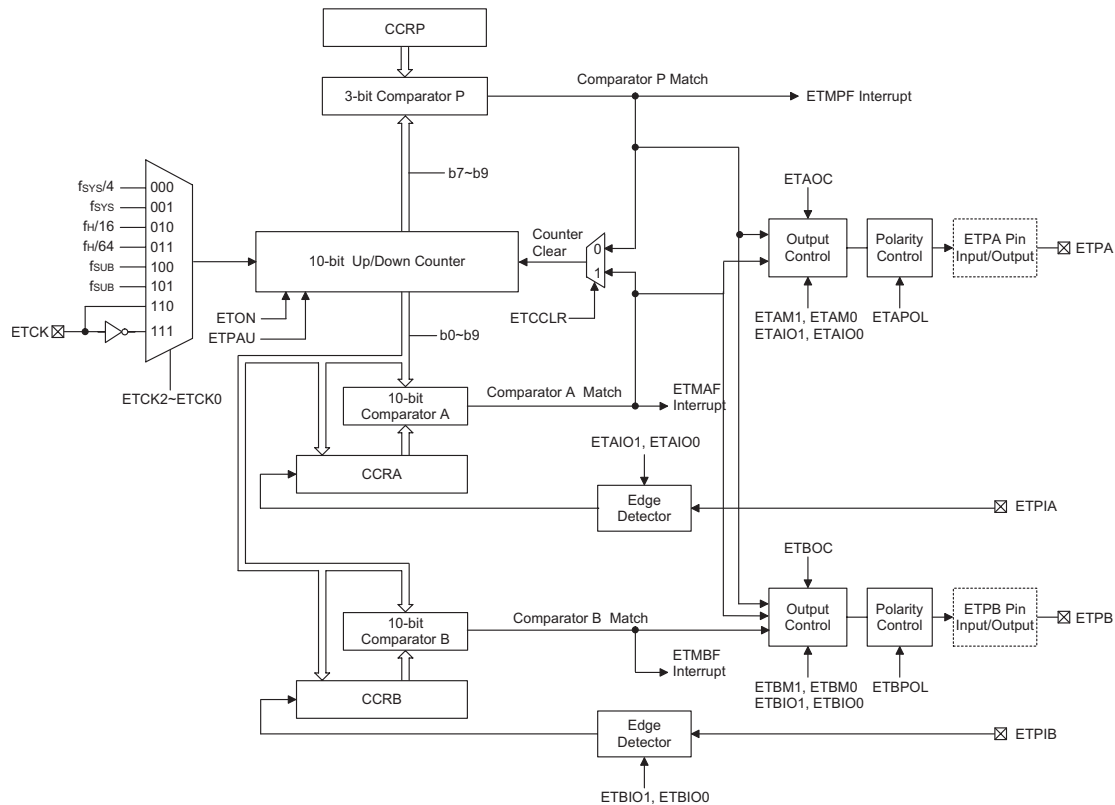 CCRP
3-bit Comparator P
Comparator P Match
ETMPF Interrupt
b7~b9
fSYS/4
fSYS
fH/16
fH/64
fSUB
fSUB
000
001
010
011
100
101
110
111
ETCK
ETCK2~ETCK0
10-bit Up/Down Counter
ETON
ETPAU
Counter
Clear
0
1
ETCCLR
b0~b9
ETAOC
Output
Control
Polarity
Control
ETPA Pin
Input/Output
ETPA
ETAM1, ETAM0
ETAIO1, ETAIO0
ETAPOL
10-bit
Comparator A
Comparator A Match
ETMAF
Interrupt
CCRA
ETAIO1, ETAIO0
Edge
Detector
ETPIA
ETBOC
Output
Control
Polarity
Control
ETPB Pin
Input/Output
ETPB
ETBM1, ETBM0
ETBIO1, ETBIO0
ETBPOL
10-bit
Comparator B
Comparator B Match
ETMBF
Interrupt
CCRB
Edge
Detector
ETPIB
ETBIO1, ETBIO0